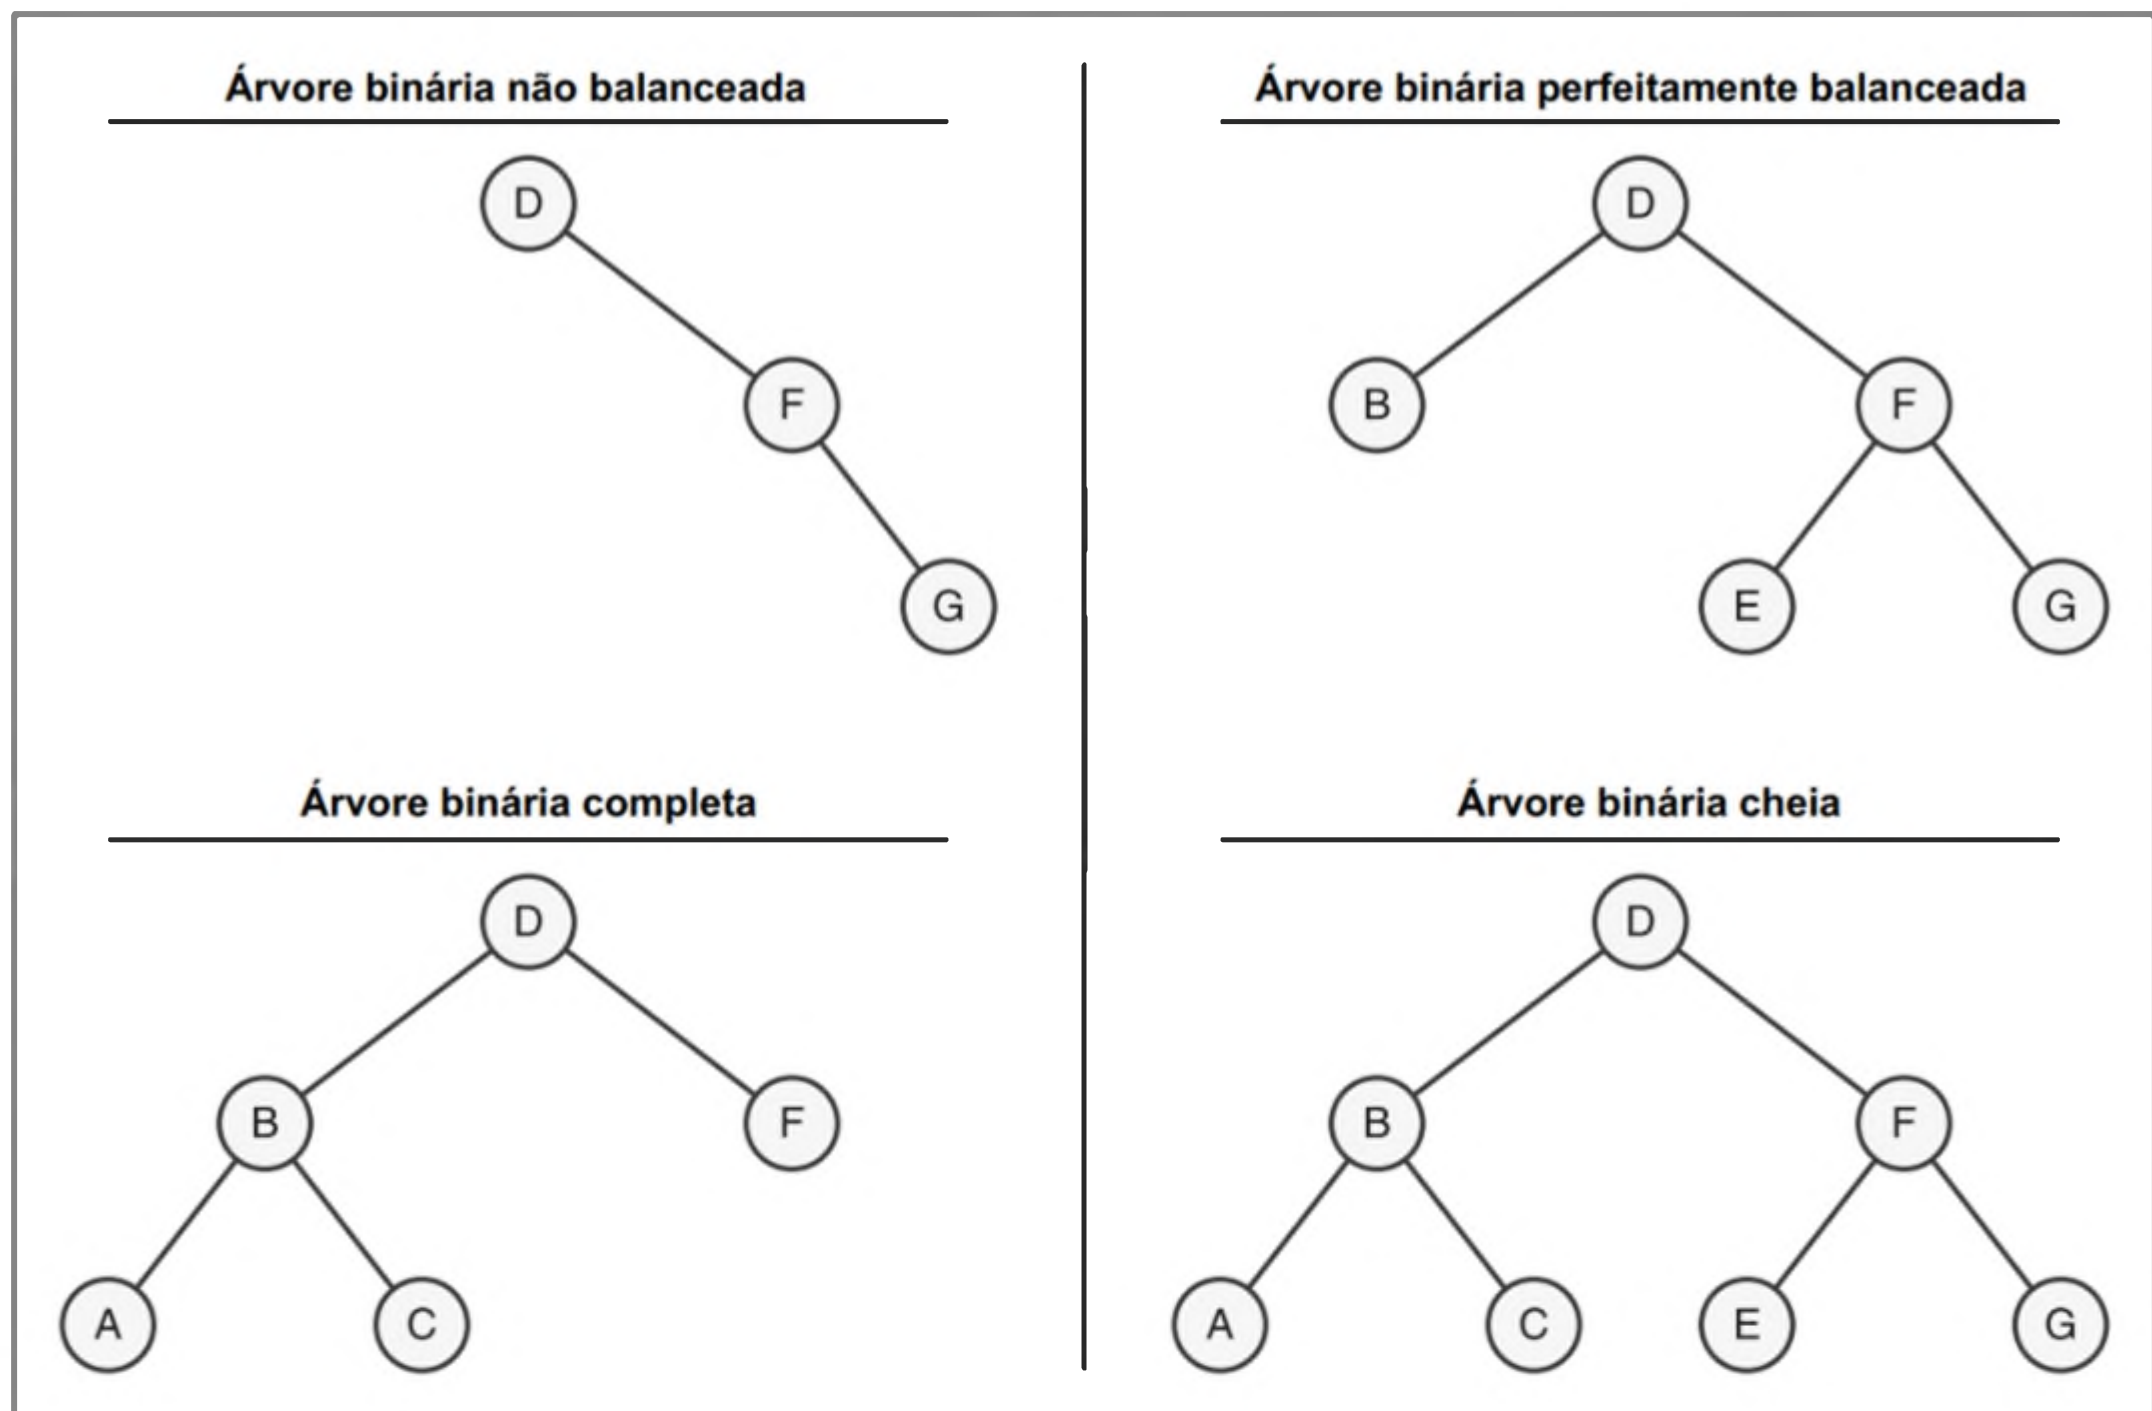 Árvore binária não balanceada
D
F
G
Árvore binária perfeitamente balanceada
D
B F
E G
Árvore binária completa
D
B F
A C
Árvore binária cheia
D
B F
A C E G